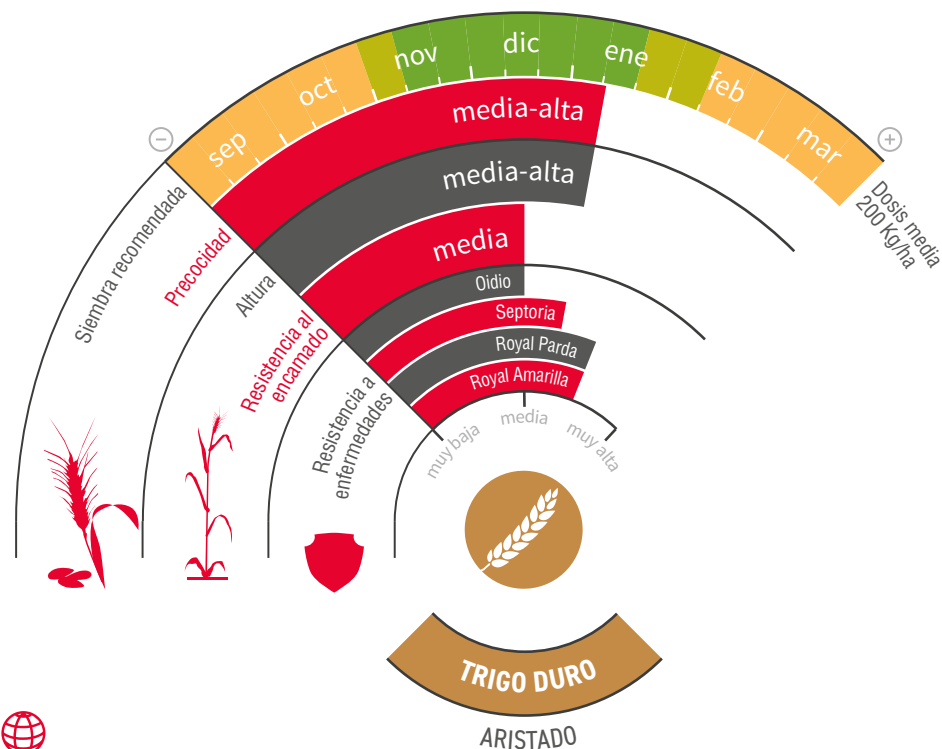 sep
oct
nov
dic
ene
feb
mar
Siembra recomendada
Dosis media
200 Kg/ha
Precocidad
media-alta
Altura
media-alta
Resistencia al
encamado
media
Resistencia a
enfermedades
Oidio
Septoria
Royal Parda
Royal Amarilla
muy baja
media
muy alta
TRIGO DURO
ARISTADO